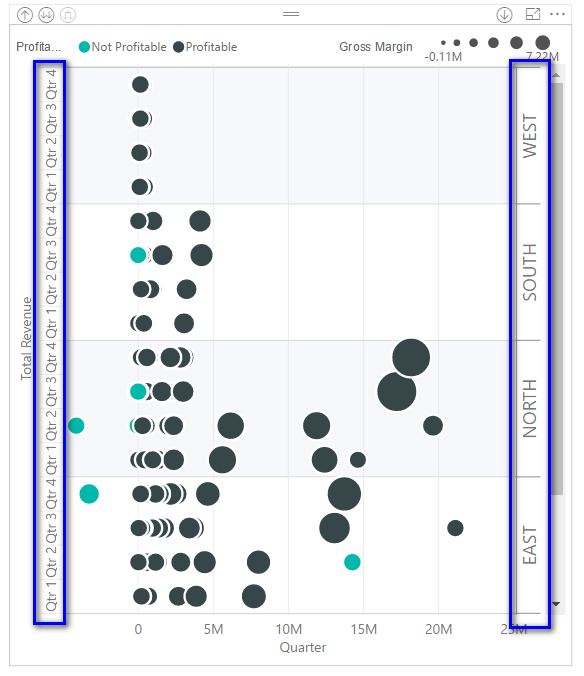 Profita...
Not Profitable
Profitable
Gross Margin
-0.11M
7.22M
Qtr 4
Qtr 3
Qtr 2
Qtr 1
WEST
Qtr 4
Qtr 3
Qtr 2
Qtr 1
SOUTH
Total Revenue
Qtr 4
Qtr 3
Qtr 2
Qtr 1
NORTH
Qtr 4
Qtr 3
Qtr 2
Qtr 1
EAST
0 5M 10M 15M 20M 25M
Quarter